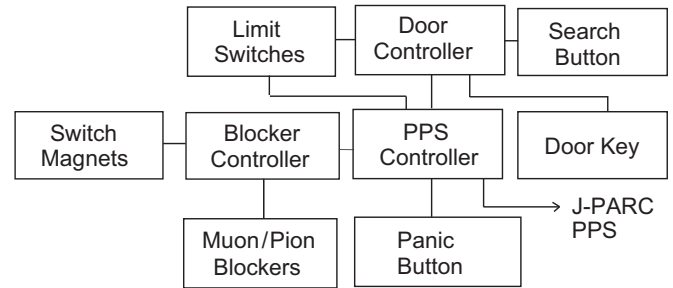 Limit
Switches
Door
Controller
Search
Button
Switch
Magnets
Blocker
Controller
PPS
Controller
Door Key
Muon/Pion
Blockers
Panic
Button
J-PARC
PPS